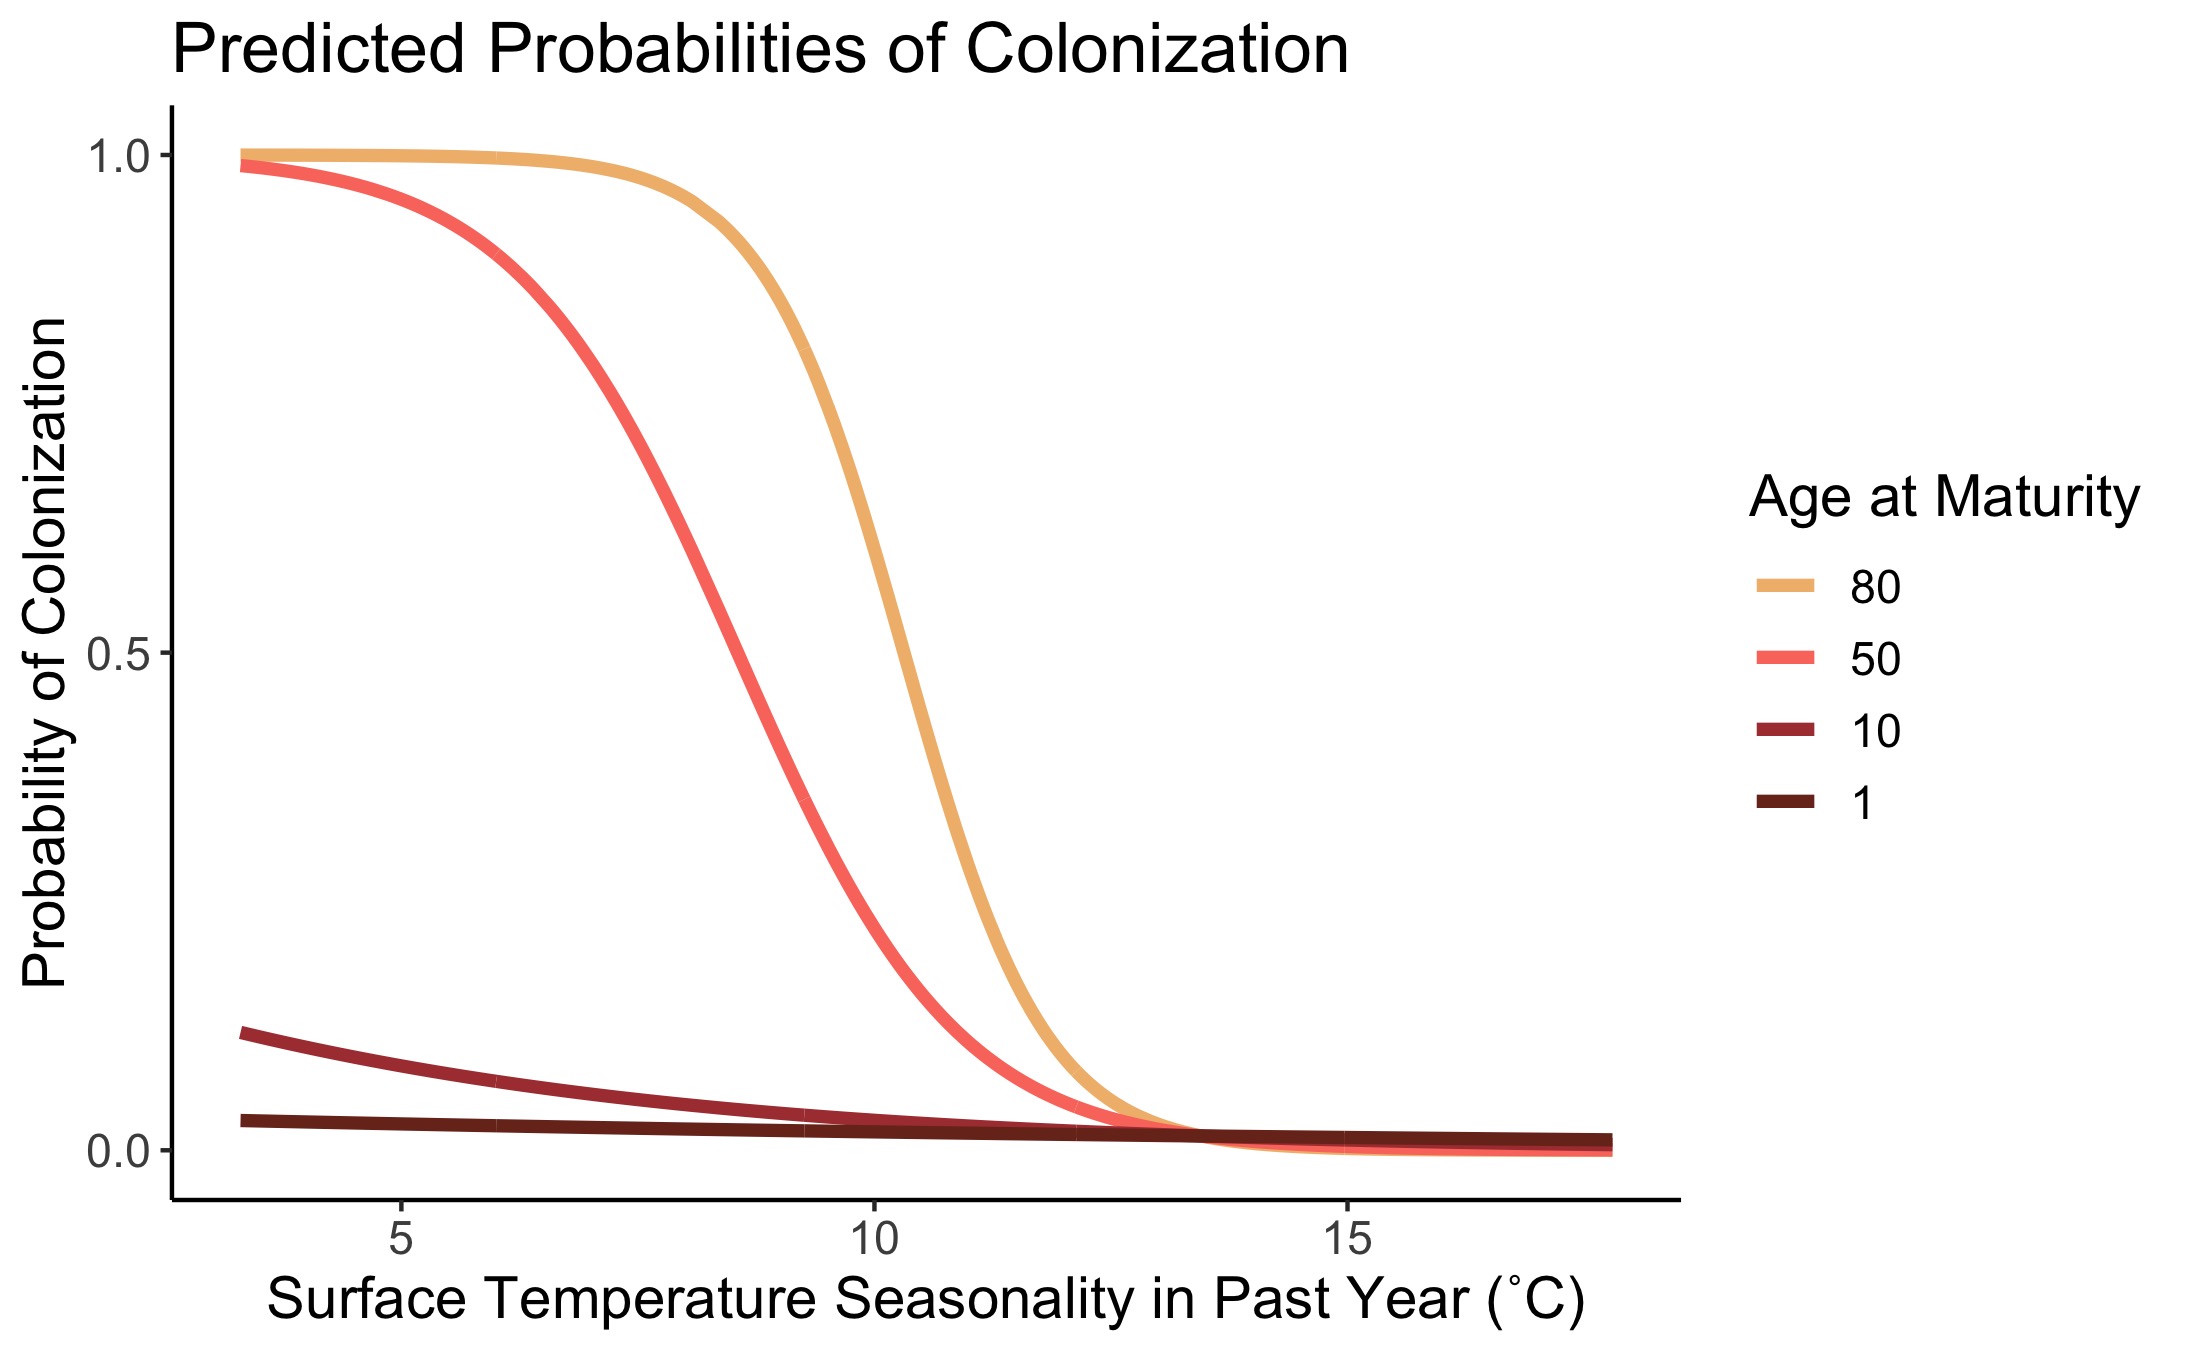 Predicted Probabilities of Colonization
Probability of Colonization
1.0
0.5
0.0
5
10
15
Surface Temperature Seasonality in Past Year (˚C)
Age at Maturity
80
50
10
1